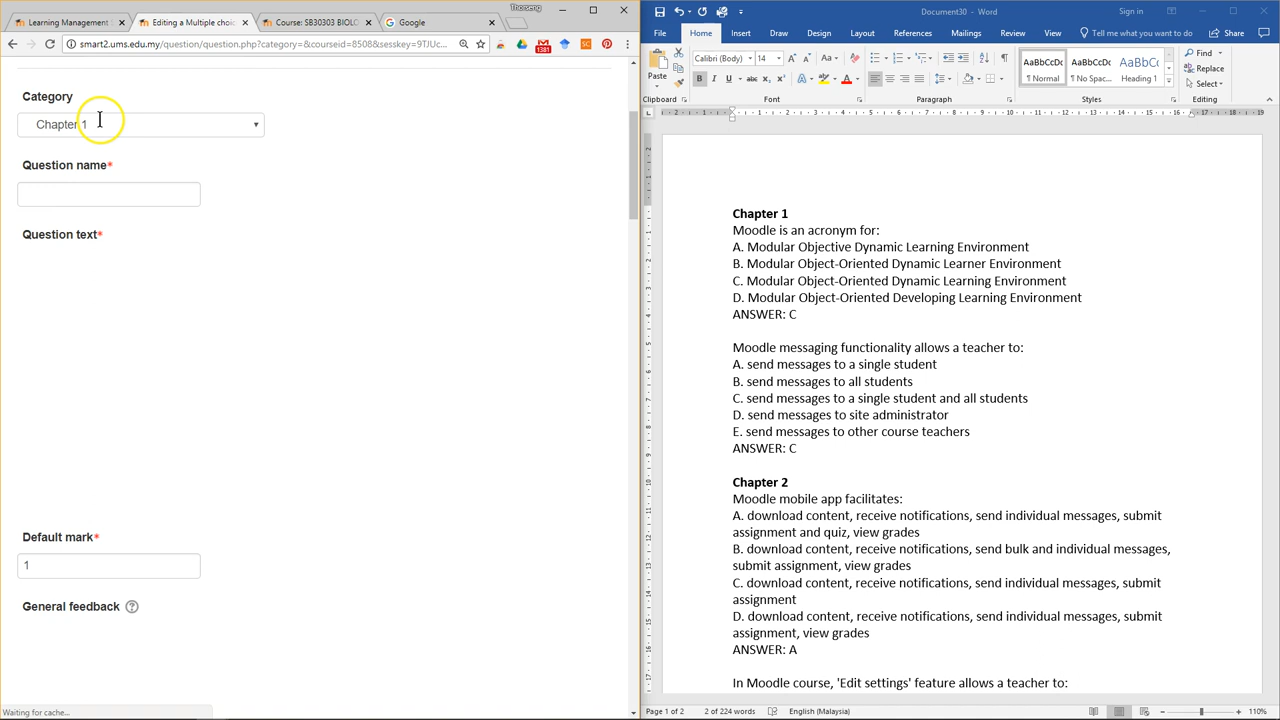 Thoseng
Learning Management
Editing a Multiple choic
Course: SB30303 BIOLO
Google
smart2.ums.edu.my/question/question.php?category=&courseid=8508&sesskey=9TJUc...
1381
SC
Category
Chapter 1
Question name*
Question text*
Default mark*
1
General feedback
Waiting for cache...
Document30 - Word
Sign in
File Home Insert Draw Design Layout References Mailings Review View Tell me what you want to do Share
Paste
Calibri (Body) 14
Clipboard Font Paragraph Styles Editing
AaBbCcDc AaBbCcDc AaBbCc
¶ Normal ¶ No Spac... Heading 1
Find
Replace
Select
Chapter 1
Moodle is an acronym for:
A. Modular Objective Dynamic Learning Environment
B. Modular Object-Oriented Dynamic Learner Environment
C. Modular Object-Oriented Dynamic Learning Environment
D. Modular Object-Oriented Developing Learning Environment
ANSWER: C
Moodle messaging functionality allows a teacher to:
A. send messages to a single student
B. send messages to all students
C. send messages to a single student and all students
D. send messages to site administrator
E. send messages to other course teachers
ANSWER: C
Chapter 2
Moodle mobile app facilitates:
A. download content, receive notifications, send individual messages, submit
assignment and quiz, view grades
B. download content, receive notifications, send bulk and individual messages,
submit assignment, view grades
C. download content, receive notifications, send individual messages, submit
assignment
D. download content, receive notifications, send individual messages, submit
assignment, view grades
ANSWER: A
In Moodle course, 'Edit settings' feature allows a teacher to:
Page 1 of 2 2 of 224 words English (Malaysia) 110%